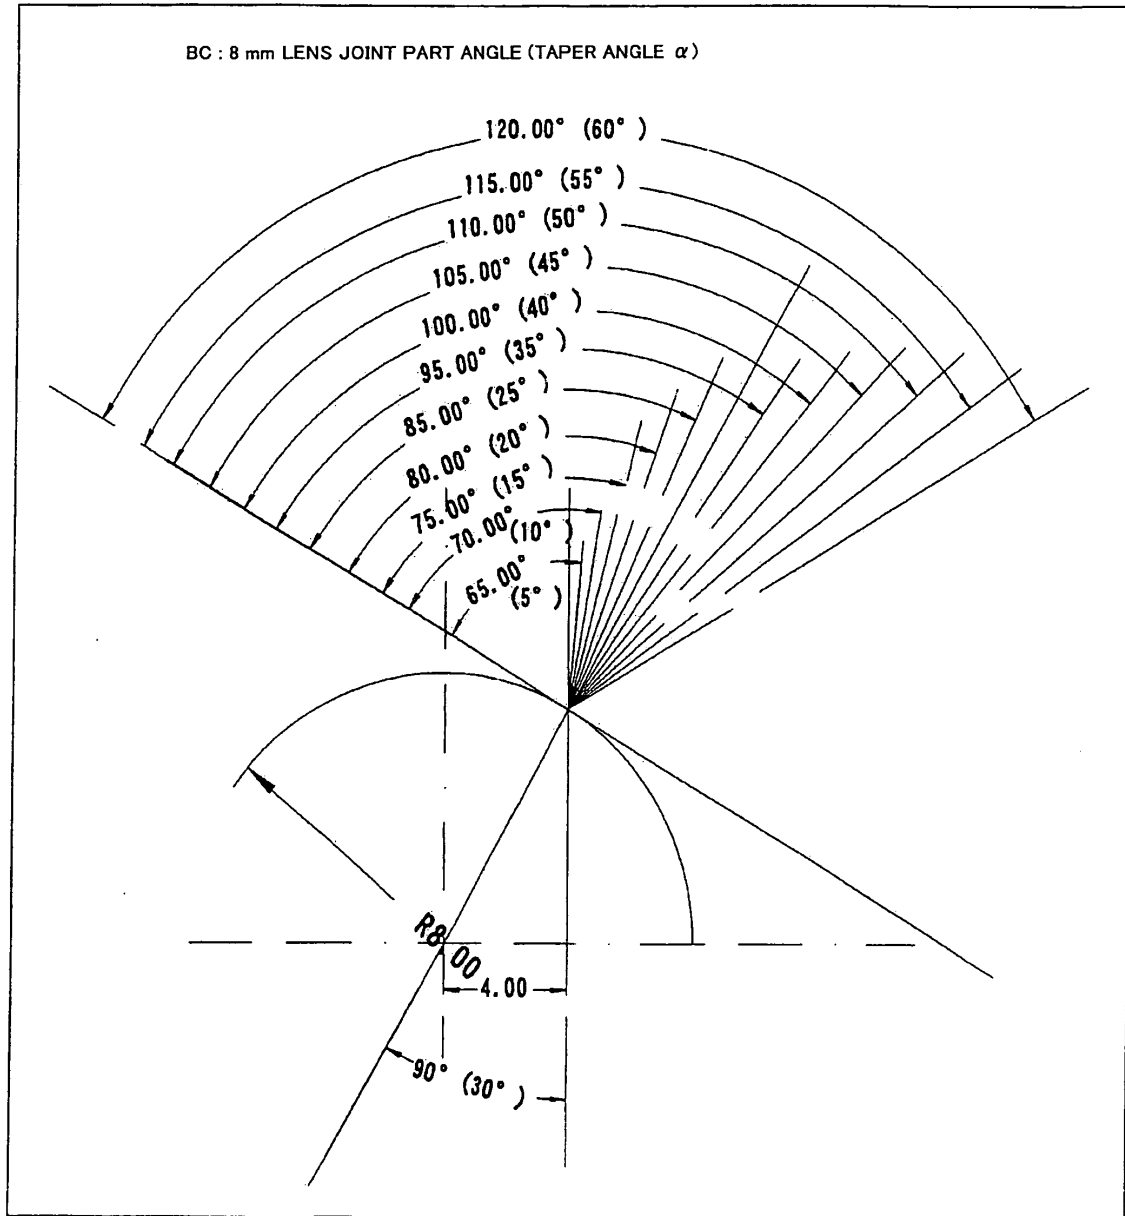 BC : 8 mm LENS JOINT PART ANGLE (TAPER ANGLE α)
120.00° (60° )
115.00° (55° )
110.00° (50° )
105.00° (45° )
100.00° (40° )
95.00° (35° )
85.00° (25° )
80.00° (20° )
75.00° (15° )
70.00° (10° )
65.00° (5° )
R8.00
4.00
90° (30° )